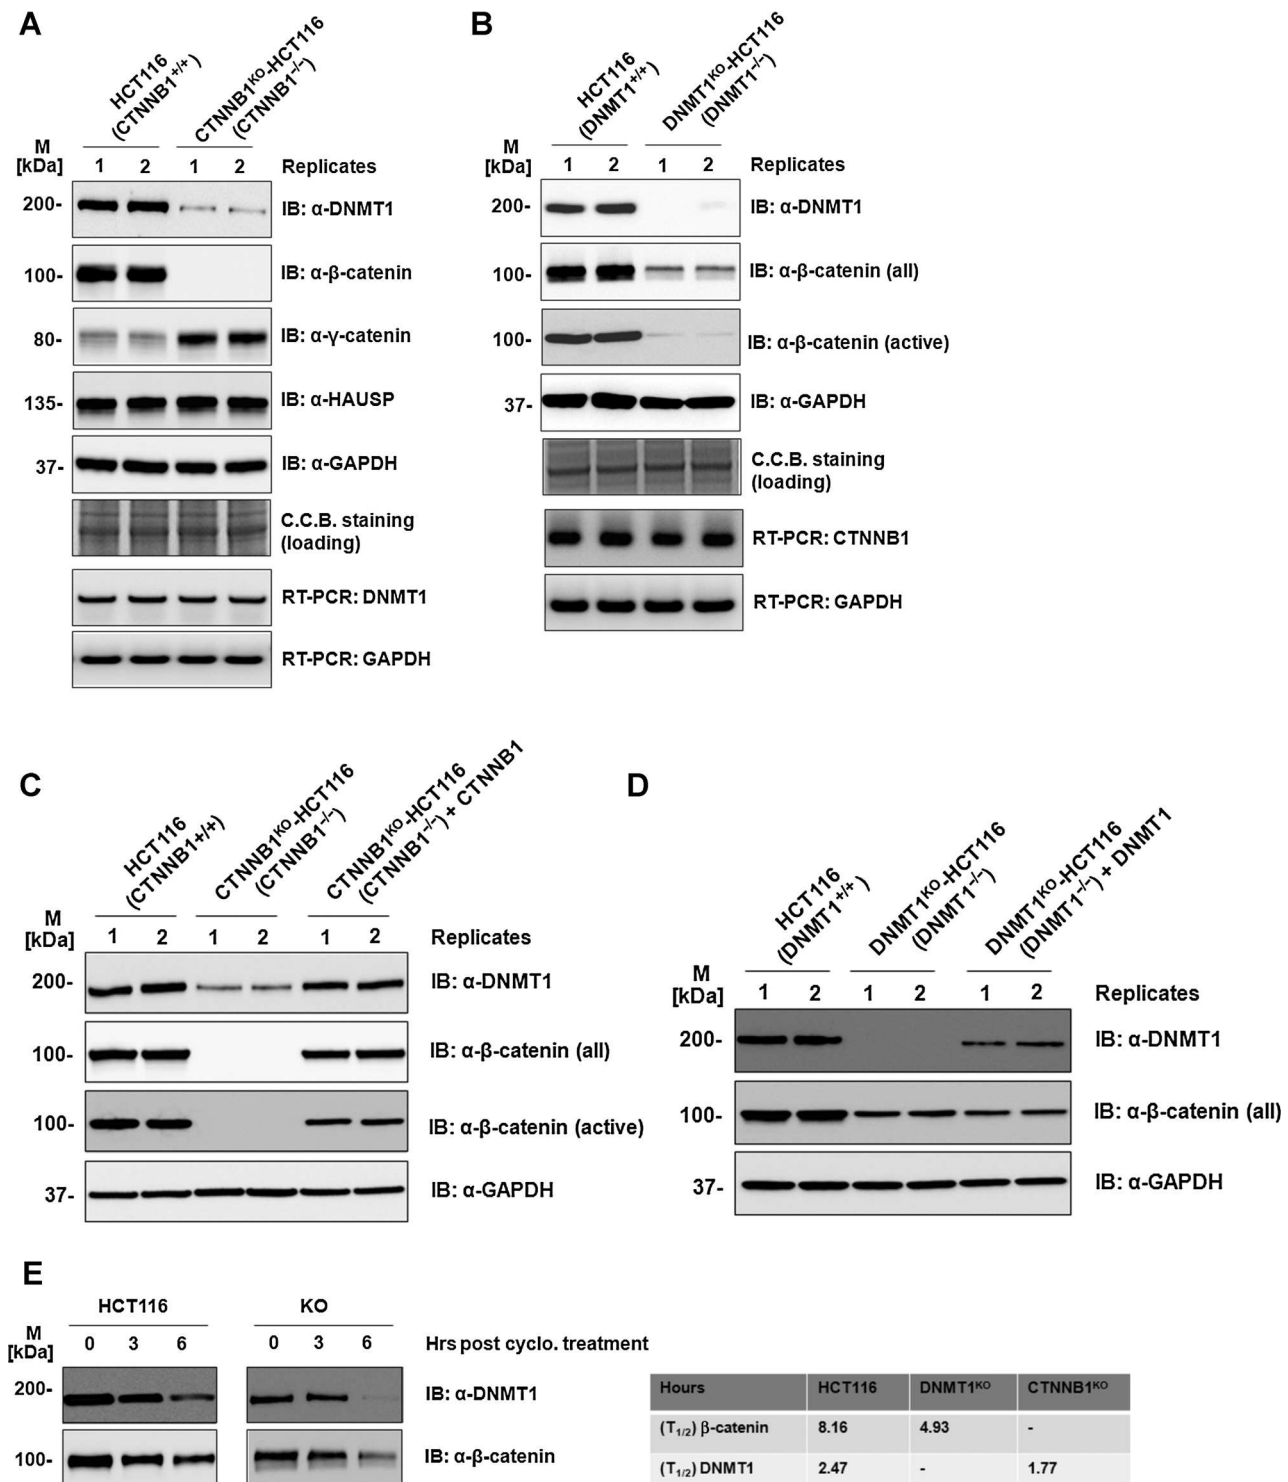 A
HCT116
(CTNNB1+/+)
CTNNB1KO-HCT116
(CTNNB1-/-)
M
[kDa]
1 2 1 2 Replicates
200- IB: α-DNMT1
100- IB: α-β-catenin
80- IB: α-γ-catenin
135- IB: α-HAUSP
37- IB: α-GAPDH
C.C.B. staining
(loading)
RT-PCR: DNMT1
RT-PCR: GAPDH
B
HCT116
(DNMT1+/+)
DNMT1KO-HCT116
(DNMT1-/-)
M
[kDa]
1 2 1 2 Replicates
200- IB: α-DNMT1
100- IB: α-β-catenin (all)
100- IB: α-β-catenin (active)
37- IB: α-GAPDH
C.C.B. staining
(loading)
RT-PCR: CTNNB1
RT-PCR: GAPDH
C
HCT116
(CTNNB1+/+)
CTNNB1KO-HCT116
(CTNNB1-/-)
CTNNB1KO-HCT116
(CTNNB1-/-) + CTNNB1
M
[kDa]
1 2 1 2 1 2 Replicates
200- IB: α-DNMT1
100- IB: α-β-catenin (all)
100- IB: α-β-catenin (active)
37- IB: α-GAPDH
D
HCT116
(DNMT1+/+)
DNMT1KO-HCT116
(DNMT1-/-)
DNMT1KO-HCT116
(DNMT1-/-) + DNMT1
M
[kDa]
1 2 1 2 1 2 Replicates
200- IB: α-DNMT1
100- IB: α-β-catenin (all)
37- IB: α-GAPDH
E
HCT116 KO
M
[kDa]
0 3 6 0 3 6 Hrs post cyclo. treatment
200- IB: α-DNMT1
100- IB: α-β-catenin
Hours HCT116 DNMT1KO CTNNB1KO
(T1/2) β-catenin 8.16 4.93 -
(T1/2) DNMT1 2.47 - 1.77